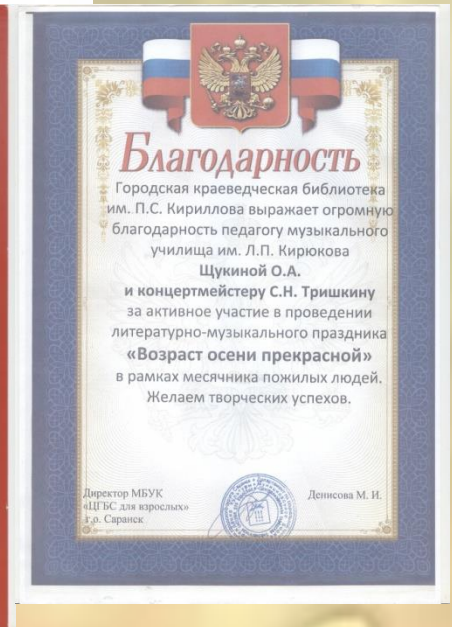 Благодарность
Городская краеведческая библиотека
им. П.С. Кириллова выражает огромную
благодарность педагогу музыкального
училища им. Л.П. Кирюкова
Щукиной О.А.
и концертмейстеру С.Н. Тришкину
за активное участие в проведении
литературно-музыкального праздника
«Возраст осени прекрасной»
в рамках месячника пожилых людей.
Желаем творческих успехов.
Директор МБУК
«ЦГБС для взрослых»
г.о. Саранск
Денисова М. И.